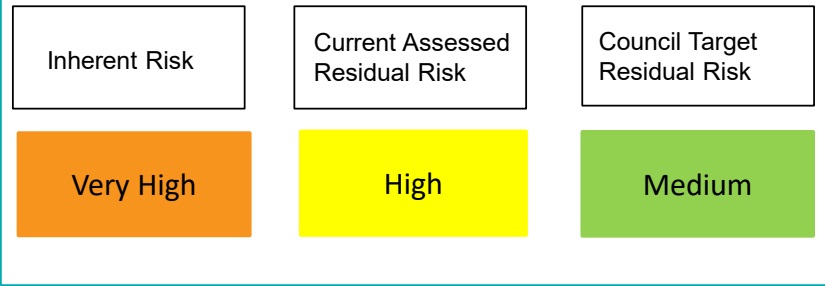 Inherent Risk
Current Assessed
Residual Risk
Council Target
Residual Risk
Very High
High
Medium